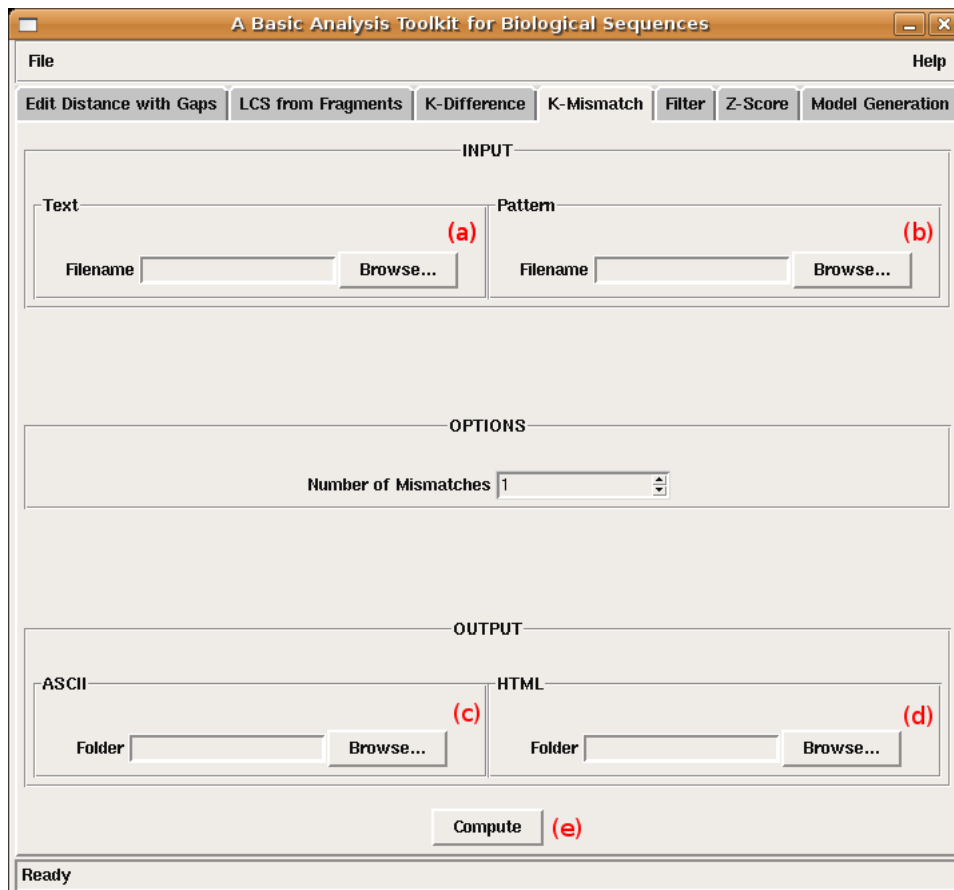 A Basic Analysis Toolkit for Biological Sequences
File Help
Edit Distance with Gaps LCS from Fragments K-Difference K-Mismatch Filter Z-Score Model Generation
INPUT
Text Pattern
(a) (b)
Filename Browse... Filename Browse...
OPTIONS
Number of Mismatches 1
OUTPUT
ASCII HTML
(c) (d)
Folder Browse... Folder Browse...
Compute (e)
Ready